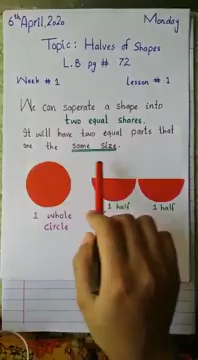 6th April, 2020 Monday
Topic: Halves of Shapes
L.B pg # 72
Week # 1 Lesson # 1
We can saperate a shape into
two equal shares.
It will have two equal parts that
are the same size.
1 whole
circle
1 half
1 half